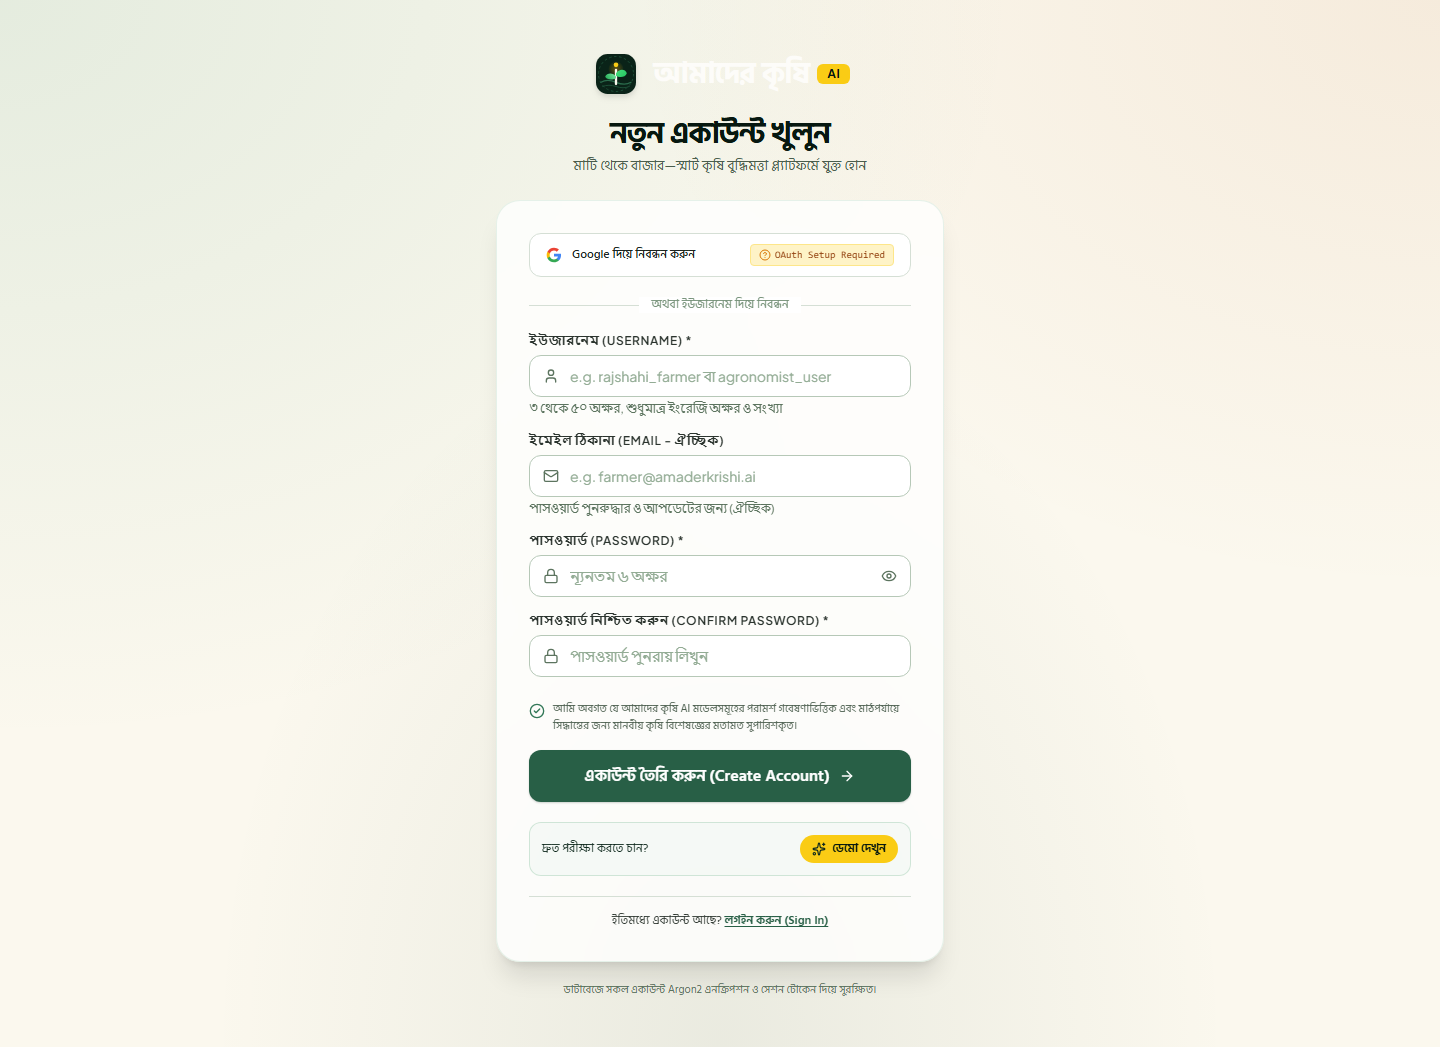 আমাদের কৃষি AI
নতুন একাউন্ট খুলুন
মাটি থেকে বাজার—স্মার্ট কৃষি বুদ্ধিমত্তা প্ল্যাটফর্মে যুক্ত হোন
Google দিয়ে নিবন্ধন করুন
OAuth Setup Required
অথবা ইউজারনেম দিয়ে নিবন্ধন
ইউজারনেম (USERNAME) *
e.g. rajshahi_farmer বা agronomist_user
৩ থেকে ৫০ অক্ষর, শুধুমাত্র ইংরেজি অক্ষর ও সংখ্যা
ইমেইল ঠিকানা (EMAIL - ঐচ্ছিক)
e.g. farmer@amaderkrishi.ai
পাসওয়ার্ড পুনরুদ্ধার ও আপডেটের জন্য (ঐচ্ছিক)
পাসওয়ার্ড (PASSWORD) *
ন্যূনতম ৬ অক্ষর
পাসওয়ার্ড নিশ্চিত করুন (CONFIRM PASSWORD) *
পাসওয়ার্ড পুনরায় লিখুন
আমি অবগত যে আমাদের কৃষি AI মডেলসমূহের পরামর্শ গবেষণাভিত্তিক এবং মাঠপর্যায়ে
সিদ্ধান্তের জন্য মানবীয় কৃষি বিশেষজ্ঞের মতামত সুপারিশকৃত।
একাউন্ট তৈরি করুন (Create Account)
দ্রুত পরীক্ষা করতে চান?
ডেমো দেখুন
ইতিমধ্যে একাউন্ট আছে? লগইন করুন (Sign In)
ডাটাবেজে সকল একাউন্ট Argon2 এনক্রিপশন ও সেশন টোকেন দিয়ে সুরক্ষিত।